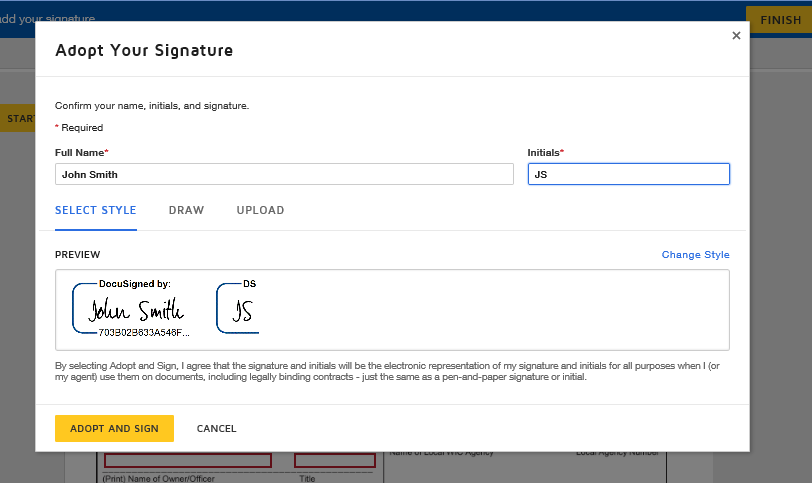 add your signature
FINISH
Adopt Your Signature
×
Confirm your name, initials, and signature.
* Required
STAR
Full Name*
Initials*
John Smith
JS
SELECT STYLE DRAW UPLOAD
PREVIEW
Change Style
DocuSigned by:
John Smith
703B02B633A546F...
DS
JS
By selecting Adopt and Sign, I agree that the signature and initials will be the electronic representation of my signature and initials for all purposes when I (or
my agent) use them on documents, including legally binding contracts - just the same as a pen-and-paper signature or initial.
ADOPT AND SIGN
CANCEL
Name of Local WIC Agency
Local Agency Number
(Print) Name of Owner/Officer
Title